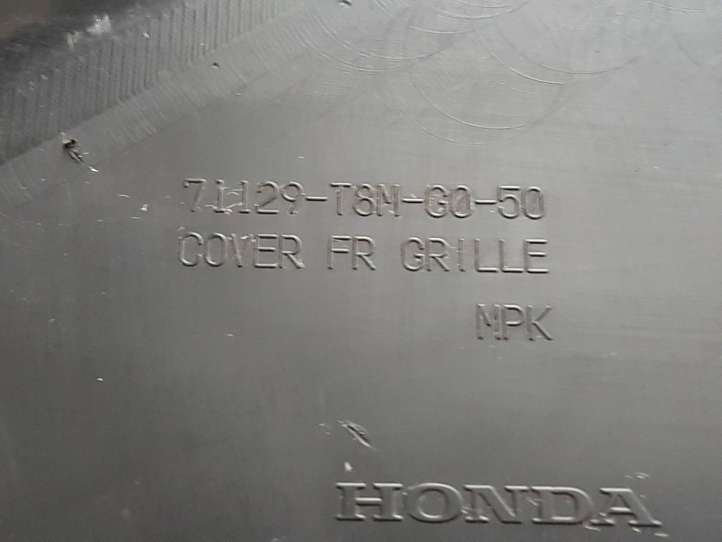 71129-T8M-G0-50
COVER FR GRILLE
MPK
HONDA